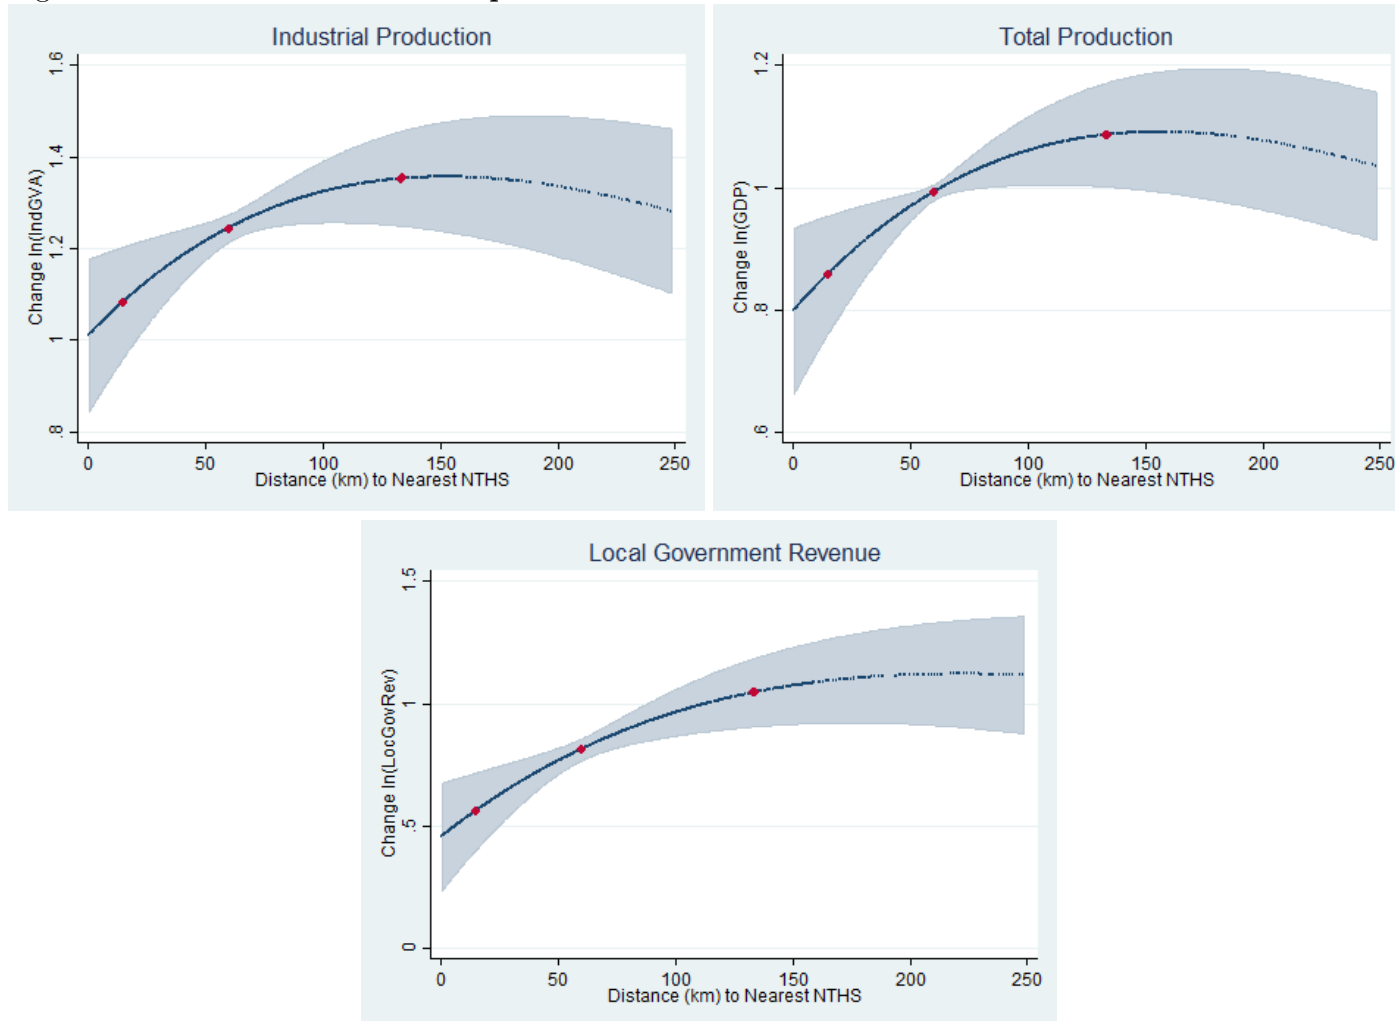 Industrial Production
1.6
1.4
1.2
1
.8
Change ln(IndGVA)
0 50 100 150 200 250
Distance (km) to Nearest NTHS
Total Production
1.2
1
.8
.6
Change ln(GDP)
0 50 100 150 200 250
Distance (km) to Nearest NTHS
Local Government Revenue
1.5
1
.5
0
Change ln(LocGovRev)
0 50 100 150 200 250
Distance (km) to Nearest NTHS